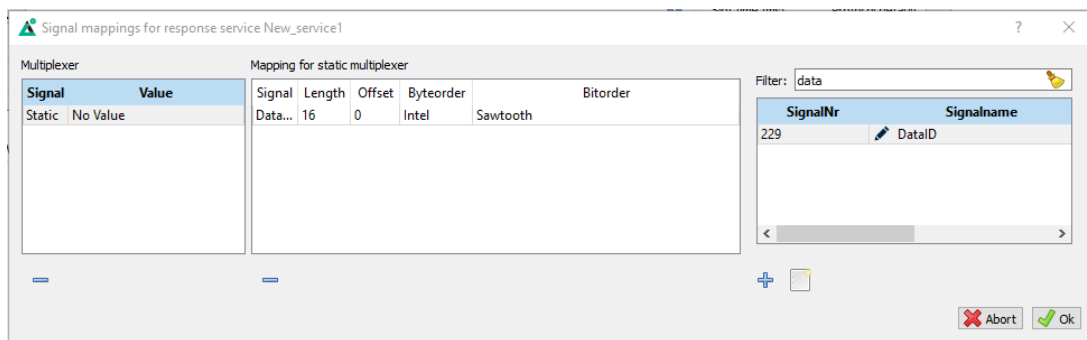 Signal mappings for response service New_service1
?
Multiplexer
Signal Value
Static No Value
Mapping for static multiplexer
Signal Length Offset Byteorder Bitorder
Data... 16 0 Intel Sawtooth
Filter: data
SignalNr Signalname
229 DataID
Abort Ok